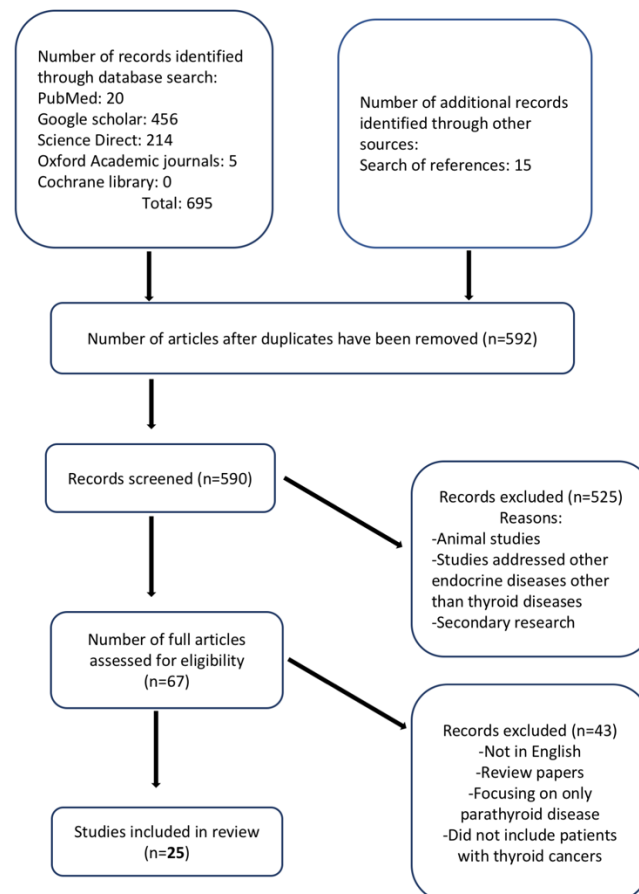 Number of records identified
through database search:
PubMed: 20
Google scholar: 456
Science Direct: 214
Oxford Academic journals: 5
Cochrane library: 0
Total: 695
Number of additional records
identified through other
sources:
Search of references: 15
Number of articles after duplicates have been removed (n=592)
Records screened (n=590)
Records excluded (n=525)
Reasons:
-Animal studies
-Studies addressed other
endocrine diseases other
than thyroid diseases
-Secondary research
Number of full articles
assessed for eligibility
(n=67)
Records excluded (n=43)
-Not in English
-Review papers
-Focusing on only
parathyroid disease
-Did not include patients
with thyroid cancers
Studies included in review
(n=25)